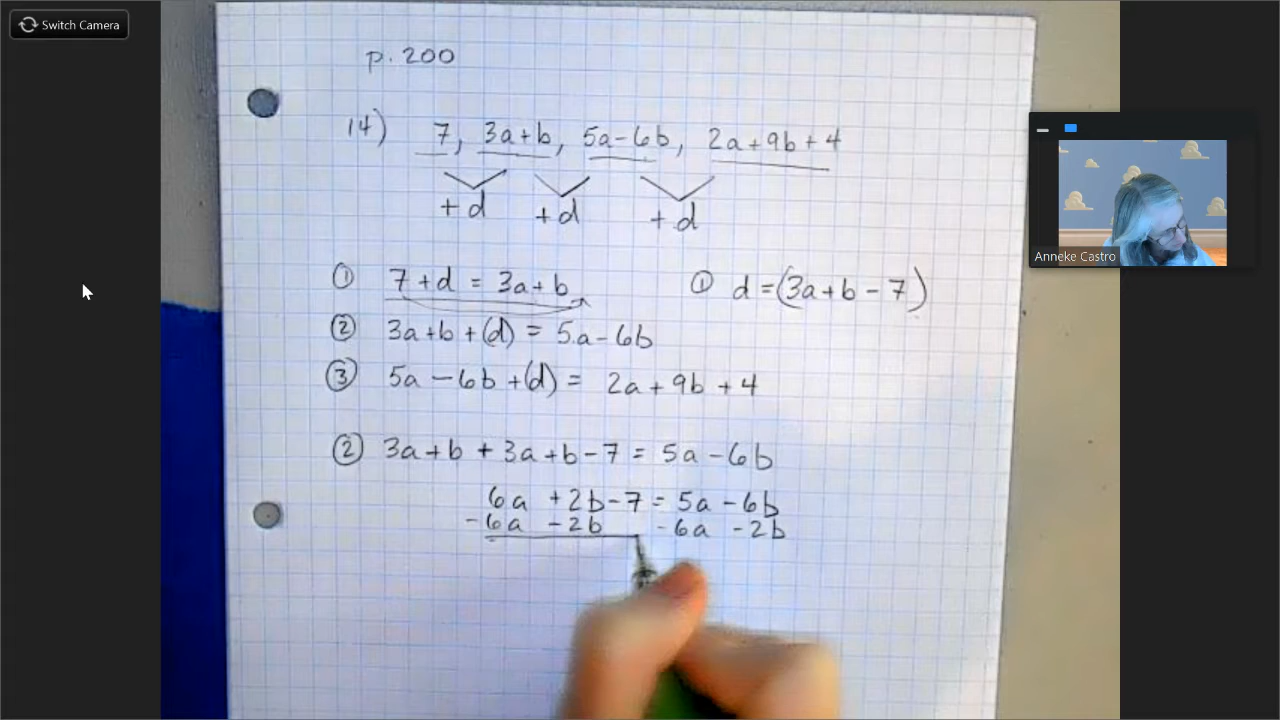 Switch Camera
p. 200
14) 7, 3a+b, 5a-6b, 2a+9b+4
+d +d +d
① 7+d = 3a+b ① d =(3a+b-7)
② 3a+b+(d) = 5a-6b
③ 5a-6b+(d) = 2a+9b+4
② 3a+b+3a+b-7 = 5a-6b
6a +2b-7 = 5a-6b
-6a -2b -6a -2b
Anneke Castro